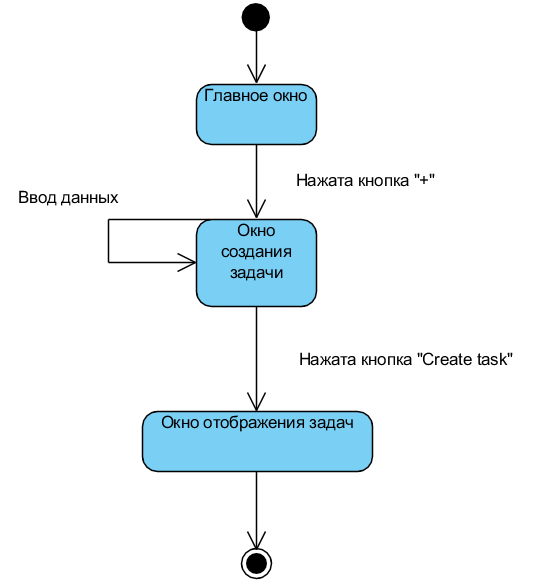 Главное окно
Нажата кнопка "+"
Ввод данных
Окно
создания
задачи
Нажата кнопка "Create task"
Окно отображения задач